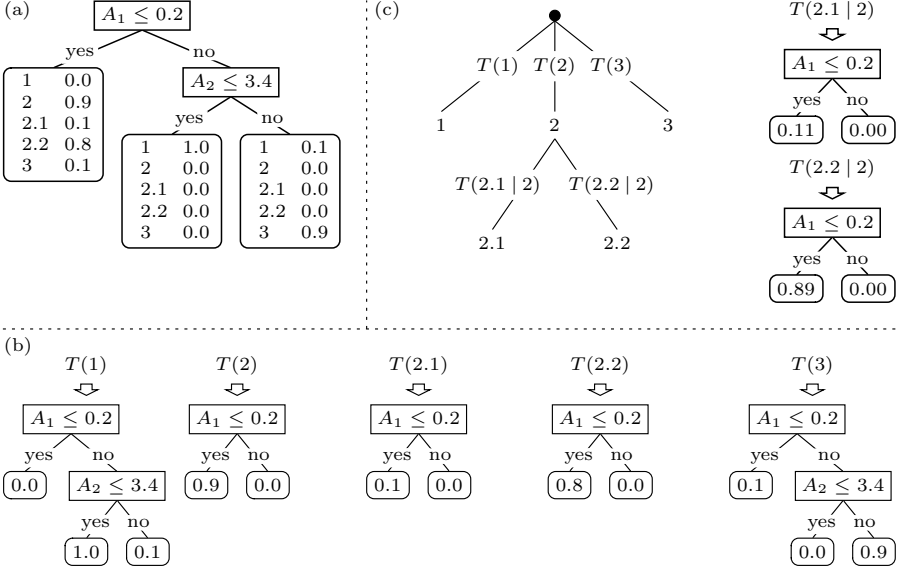 (a)
A₁ ≤ 0.2
yes no
1 0.0
2 0.9
2.1 0.1
2.2 0.8
3 0.1
A₂ ≤ 3.4
yes no
1 1.0
2 0.0
2.1 0.0
2.2 0.0
3 0.0
1 0.1
2 0.0
2.1 0.0
2.2 0.0
3 0.9
(c)
T(1) T(2) T(3)
1 2 3
T(2.1 | 2) T(2.2 | 2)
2.1 2.2
T(2.1 | 2)
A₁ ≤ 0.2
yes no
0.11 0.00
T(2.2 | 2)
A₁ ≤ 0.2
yes no
0.89 0.00
(b)
T(1)
A₁ ≤ 0.2
yes no
0.0 A₂ ≤ 3.4
yes no
1.0 0.1
T(2)
A₁ ≤ 0.2
yes no
0.9 0.0
T(2.1)
A₁ ≤ 0.2
yes no
0.1 0.0
T(2.2)
A₁ ≤ 0.2
yes no
0.8 0.0
T(3)
A₁ ≤ 0.2
yes no
0.1 A₂ ≤ 3.4
yes no
0.0 0.9